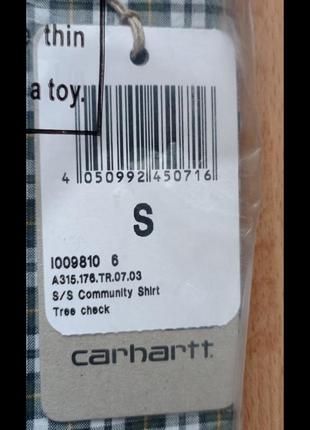 thin
a toy.
4 050992 450716
S
I009810 6
A315.176.TR.07.03
S/S Community Shirt
Tree check
carhartt